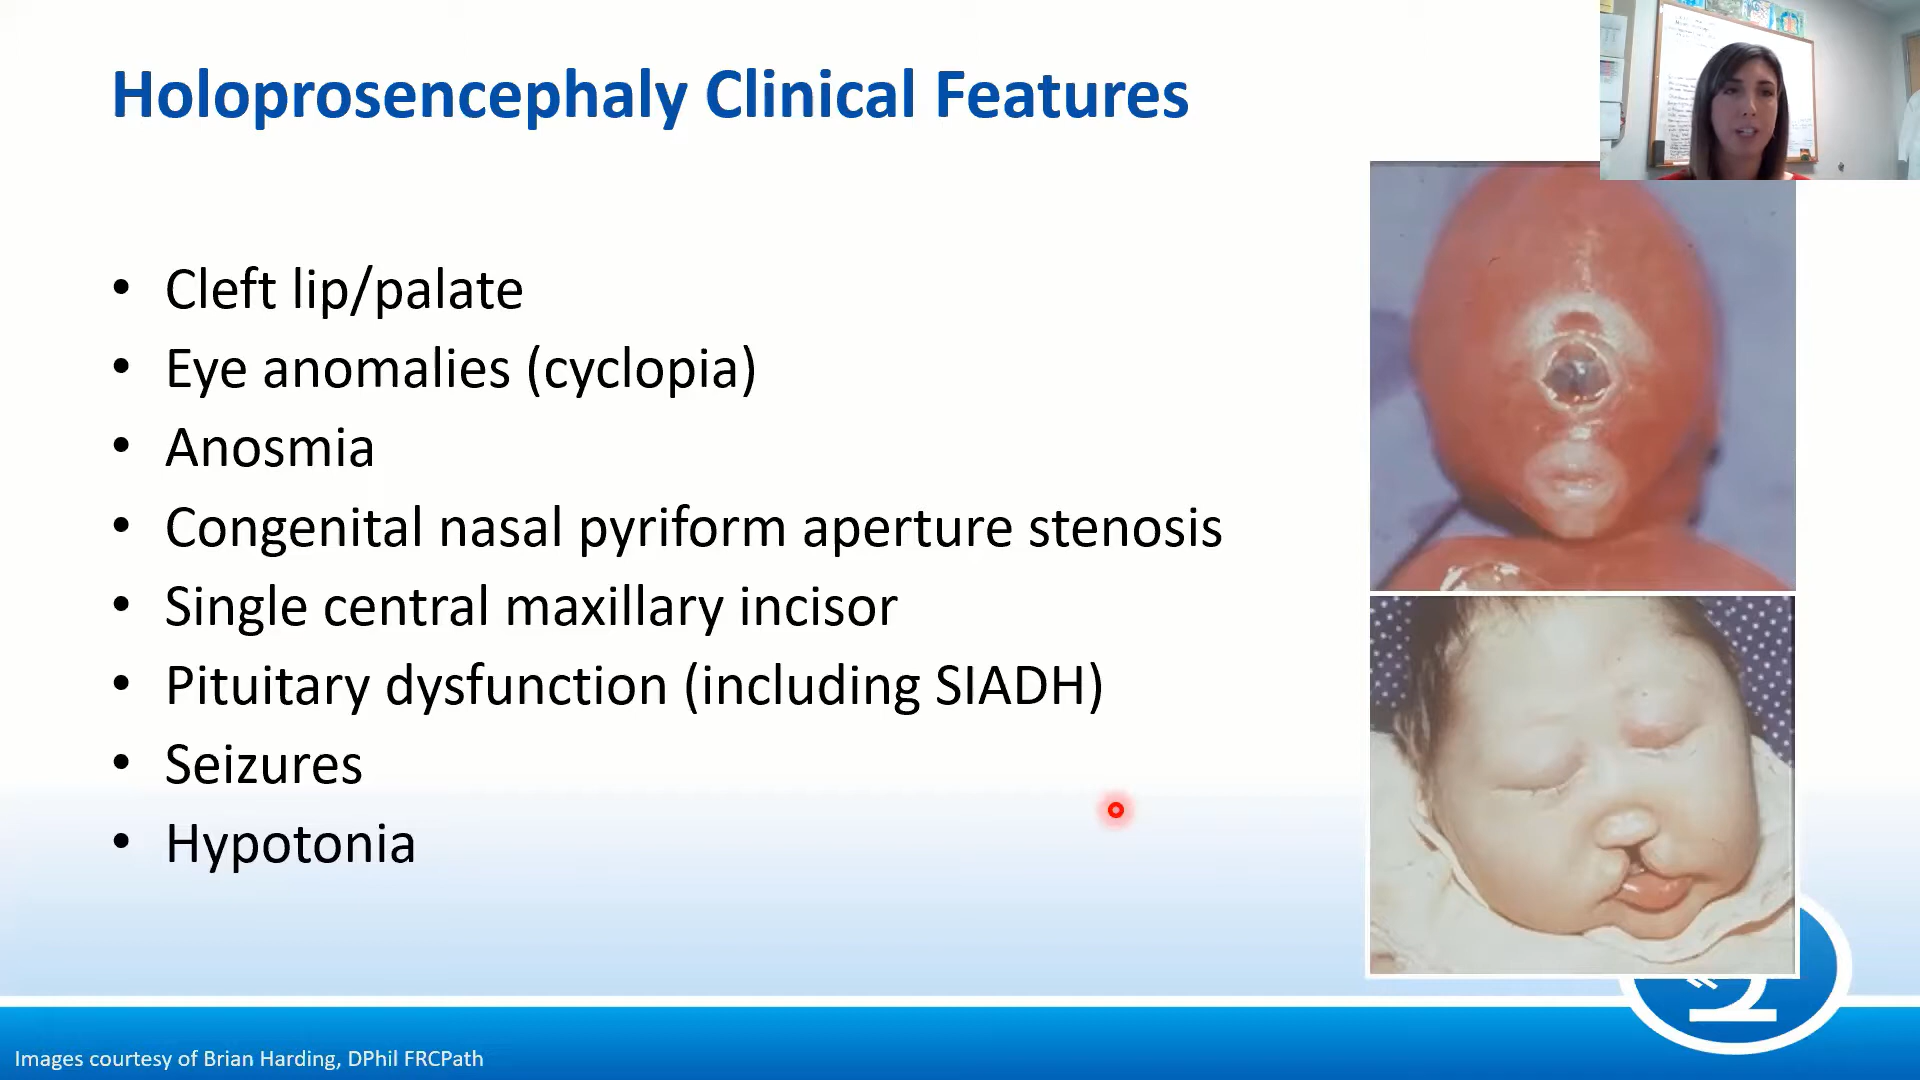 Holoprosencephaly Clinical Features
• Cleft lip/palate
• Eye anomalies (cyclopia)
• Anosmia
• Congenital nasal pyriform aperture stenosis
• Single central maxillary incisor
• Pituitary dysfunction (including SIADH)
• Seizures
• Hypotonia
Images courtesy of Brian Harding, DPhil FRCPath